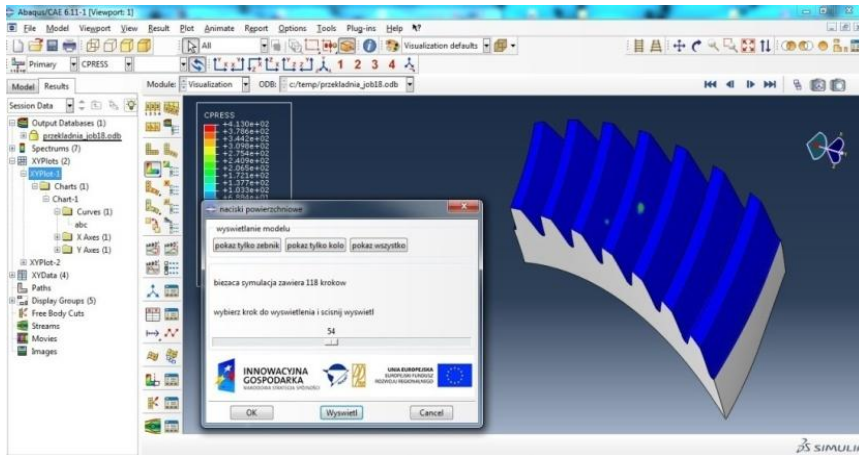 Abaqus/CAE 6.11-1 [Viewport: 1]
File Model Viewport View Result Plot Animate Report Options Tools Plug-ins Help
All
Visualization defaults
Primary CPRESS
1 2 3 4
Model Results
Module: Visualization ODB: c:/temp/przekladnia_job18.odb
Session Data
Output Databases (1)
przekladnia_job18.odb
Spectrums (7)
XYPlots (2)
XYPlot-1
Charts (1)
Chart-1
Curves (1)
abc
X Axes (1)
Y Axes (1)
XYPlot-2
XYData (4)
Paths
Display Groups (5)
Free Body Cuts
Streams
Movies
Images
CPRESS
+4.130e+02
+3.786e+02
+3.442e+02
+3.098e+02
+2.754e+02
+2.409e+02
+2.065e+02
+1.721e+02
+1.377e+02
+1.033e+02
naciski powierzchniowe
wyswietlanie modelu
pokaz tylko zebnik pokaz tylko kolo pokaz wszystko
biezaca symulacja zawiera 118 krokow
wybierz krok do wyswietlenia i scisnij wyswietl
54
INNOWACYJNA
GOSPODARKA
NARODOWA STRATEGIA SPÓJNOŚCI
UNIA EUROPEJSKA
EUROPEJSKI FUNDUSZ
ROZWOJU REGIONALNEGO
OK Wyswietl Cancel
SIMULIA